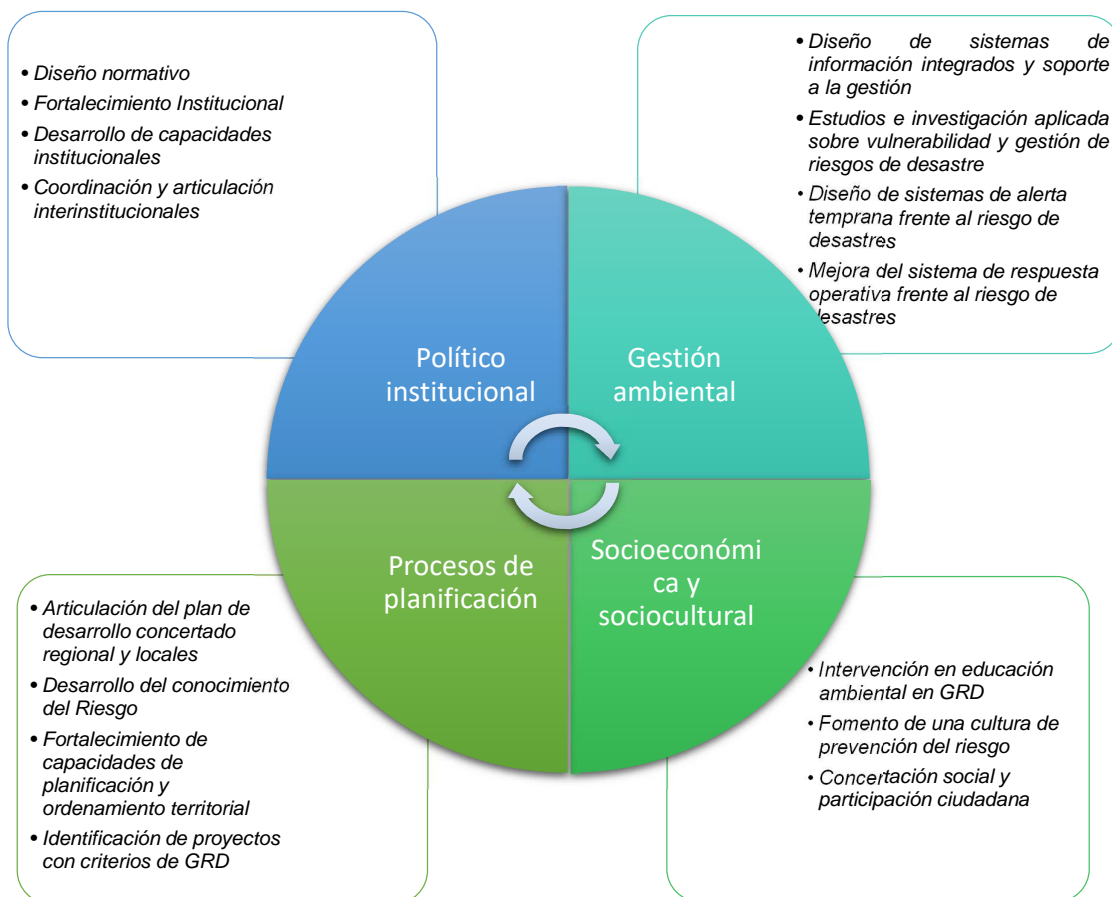 • Diseño normativo
• Fortalecimiento Institucional
• Desarrollo de capacidades
institucionales
• Coordinación y articulación
interinstitucionales
• Diseño de sistemas de
información integrados y soporte
a la gestión
• Estudios e investigación aplicada
sobre vulnerabilidad y gestión de
riesgos de desastre
• Diseño de sistemas de alerta
temprana frente al riesgo de
desastres
• Mejora del sistema de respuesta
operativa frente al riesgo de
desastres
Político
institucional
Gestión
ambiental
Procesos de
planificación
Socioeconómi
ca y
sociocultural
• Articulación del plan de
desarrollo concertado
regional y locales
• Desarrollo del conocimiento
del Riesgo
• Fortalecimiento de
capacidades de
planificación y
ordenamiento territorial
• Identificación de proyectos
con criterios de GRD
• Intervención en educación
ambiental en GRD
• Fomento de una cultura de
prevención del riesgo
• Concertación social y
participación ciudadana